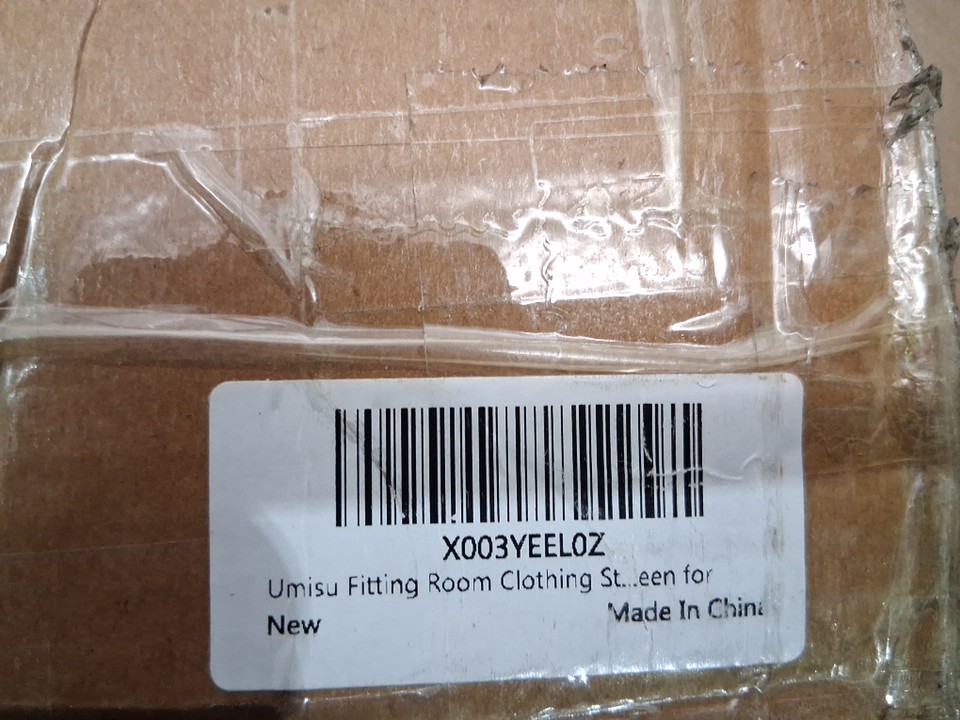 X003YEEL0Z
Umisu Fitting Room Clothing St...een for
New
Made In China